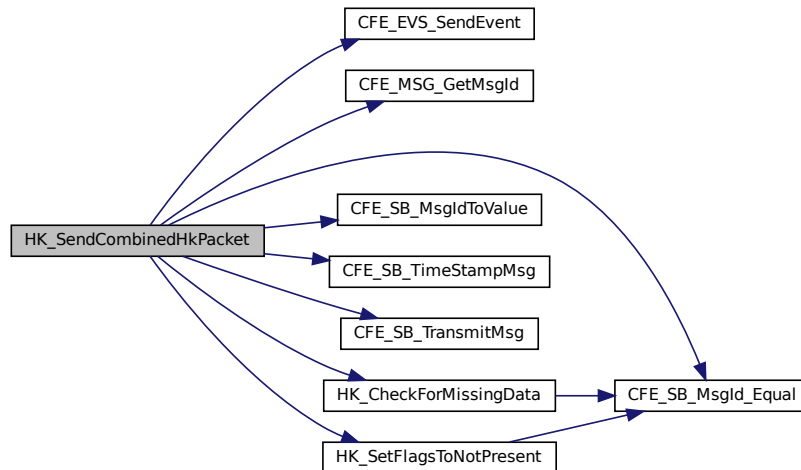 CFE_EVS_SendEvent
CFE_MSG_GetMsgId
CFE_SB_MsgIdToValue
HK_SendCombinedHkPacket
CFE_SB_TimeStampMsg
CFE_SB_TransmitMsg
HK_CheckForMissingData
CFE_SB_MsgId_Equal
HK_SetFlagsToNotPresent